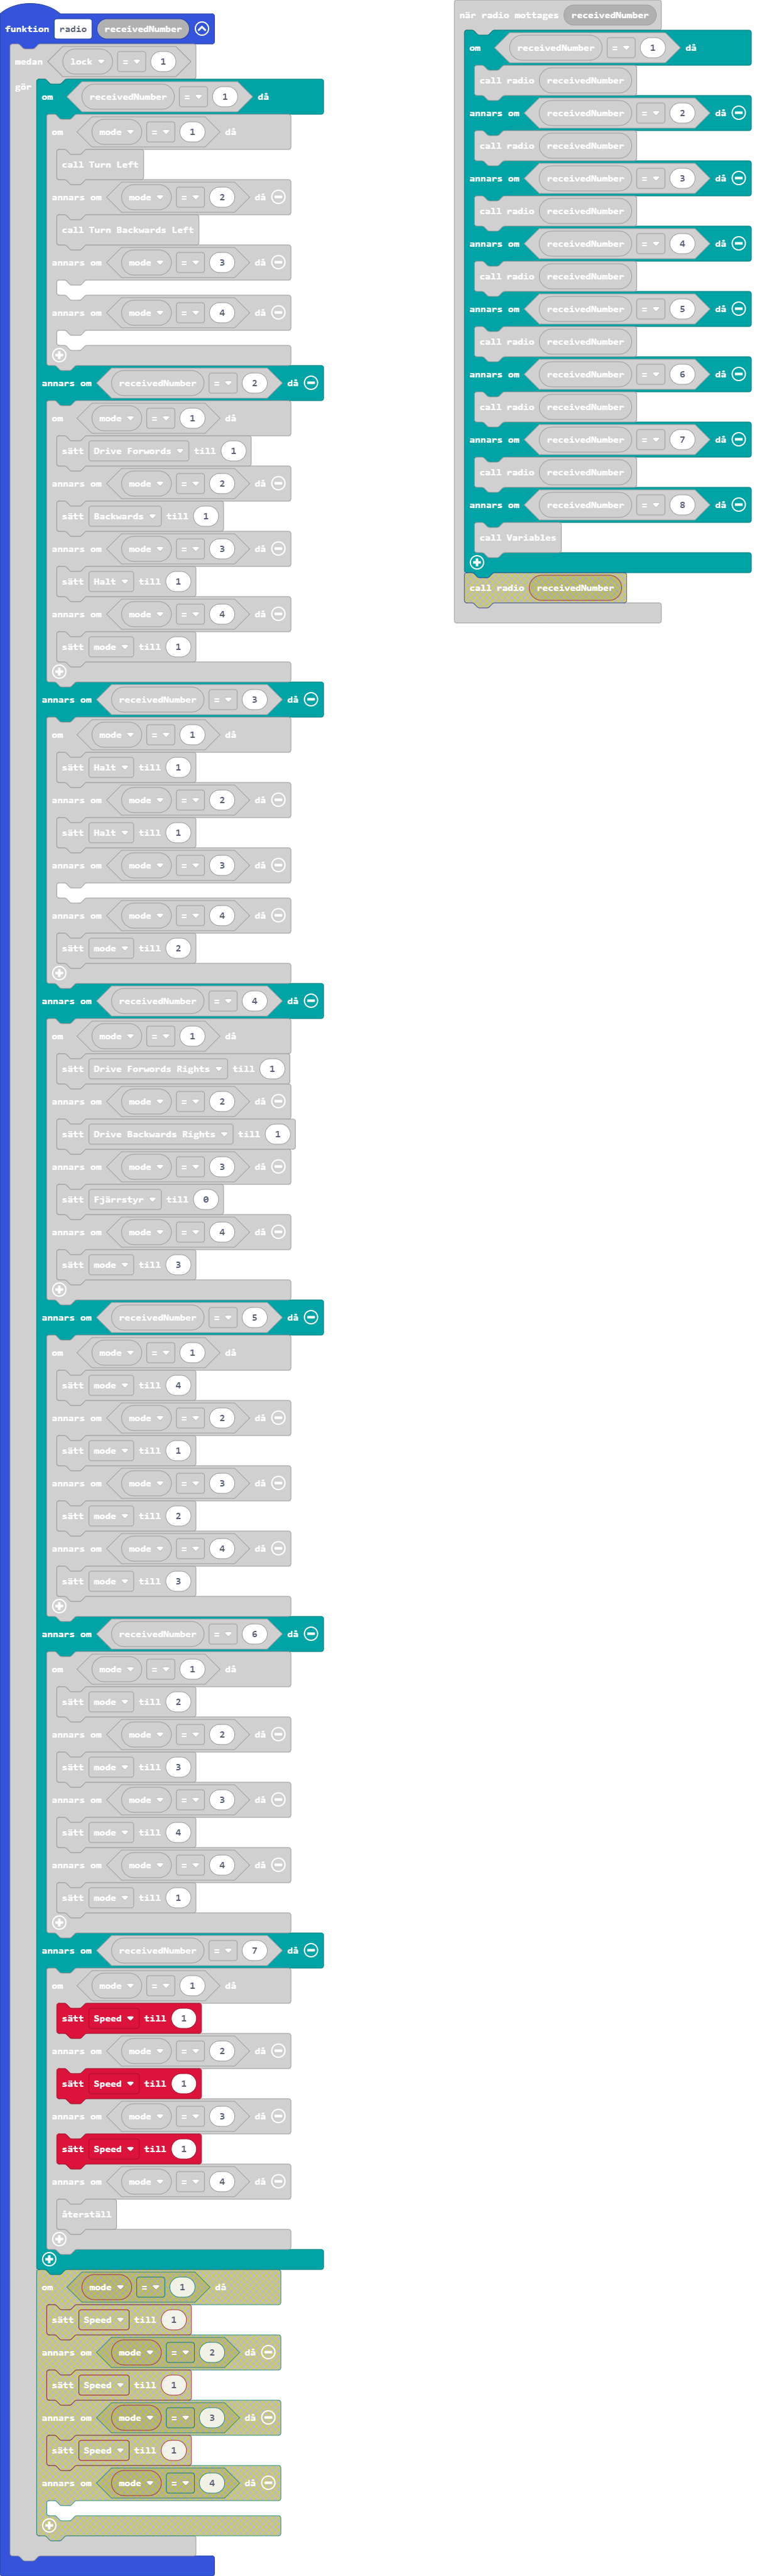 funktion radio receivedNumber
medan lock = 1
gör
om receivedNumber = 1 då
om mode = 1 då
call Turn Left
annars om mode = 2 då
call Turn Backwards Left
annars om mode = 3 då
annars om mode = 4 då
annars om receivedNumber = 2 då
om mode = 1 då
sätt Drive Forwords till 1
annars om mode = 2 då
sätt Backwards till 1
annars om mode = 3 då
sätt Halt till 1
annars om mode = 4 då
sätt mode till 1
annars om receivedNumber = 3 då
om mode = 1 då
sätt Halt till 1
annars om mode = 2 då
sätt Halt till 1
annars om mode = 3 då
annars om mode = 4 då
sätt mode till 2
annars om receivedNumber = 4 då
om mode = 1 då
sätt Drive Forwords Rights till 1
annars om mode = 2 då
sätt Drive Backwards Rights till 1
annars om mode = 3 då
sätt Fjärrstyr till 0
annars om mode = 4 då
sätt mode till 3
annars om receivedNumber = 5 då
om mode = 1 då
sätt mode till 4
annars om mode = 2 då
sätt mode till 1
annars om mode = 3 då
sätt mode till 2
annars om mode = 4 då
sätt mode till 3
annars om receivedNumber = 6 då
om mode = 1 då
sätt mode till 2
annars om mode = 2 då
sätt mode till 3
annars om mode = 3 då
sätt mode till 4
annars om mode = 4 då
sätt mode till 1
annars om receivedNumber = 7 då
om mode = 1 då
sätt Speed till 1
annars om mode = 2 då
sätt Speed till 1
annars om mode = 3 då
sätt Speed till 1
annars om mode = 4 då
återställ
om mode = 1 då
sätt Speed till 1
annars om mode = 2 då
sätt Speed till 1
annars om mode = 3 då
sätt Speed till 1
annars om mode = 4 då
när radio mottages receivedNumber
om receivedNumber = 1 då
call radio receivedNumber
annars om receivedNumber = 2 då
call radio receivedNumber
annars om receivedNumber = 3 då
call radio receivedNumber
annars om receivedNumber = 4 då
call radio receivedNumber
annars om receivedNumber = 5 då
call radio receivedNumber
annars om receivedNumber = 6 då
call radio receivedNumber
annars om receivedNumber = 7 då
call radio receivedNumber
annars om receivedNumber = 8 då
call Variables
call radio receivedNumber